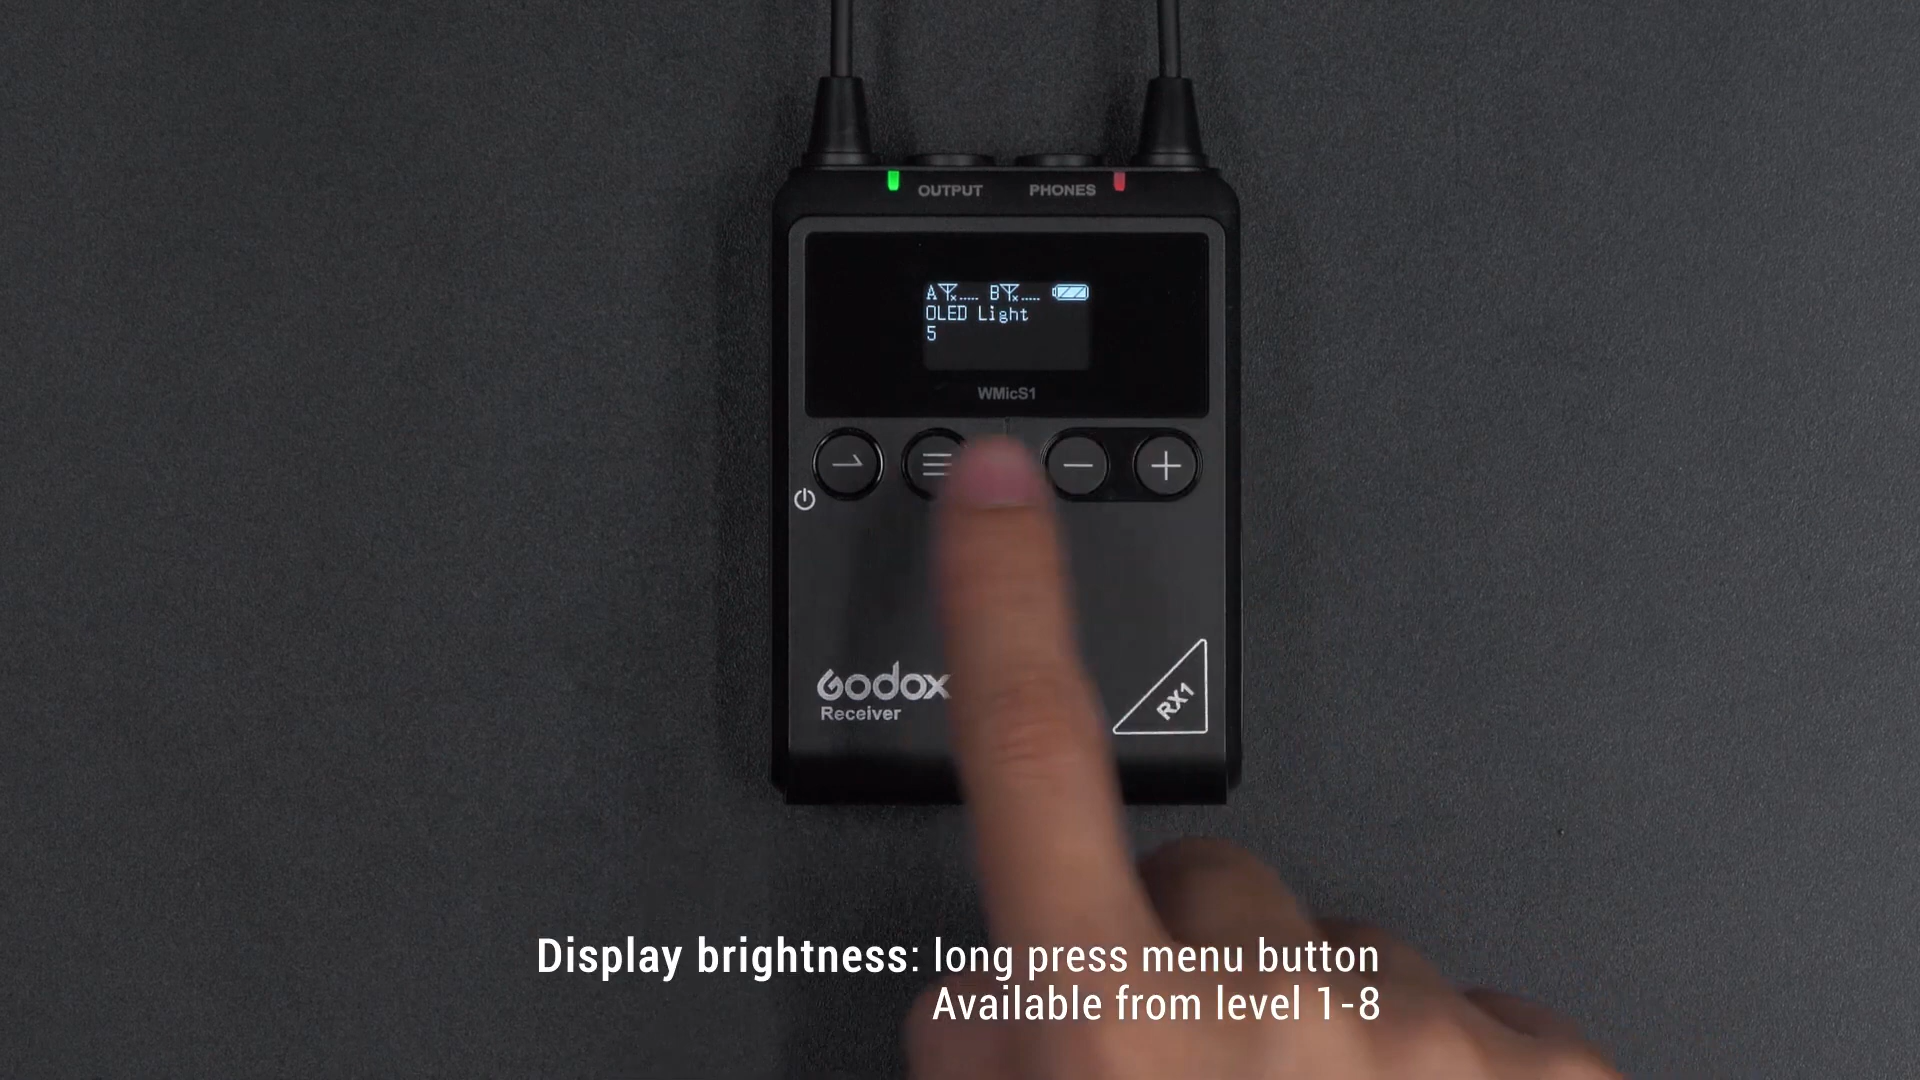 OUTPUT PHONES
A B
OLED Light
5
WMicS1
Godox
Receiver
RX1
Display brightness: long press menu button
Available from level 1-8